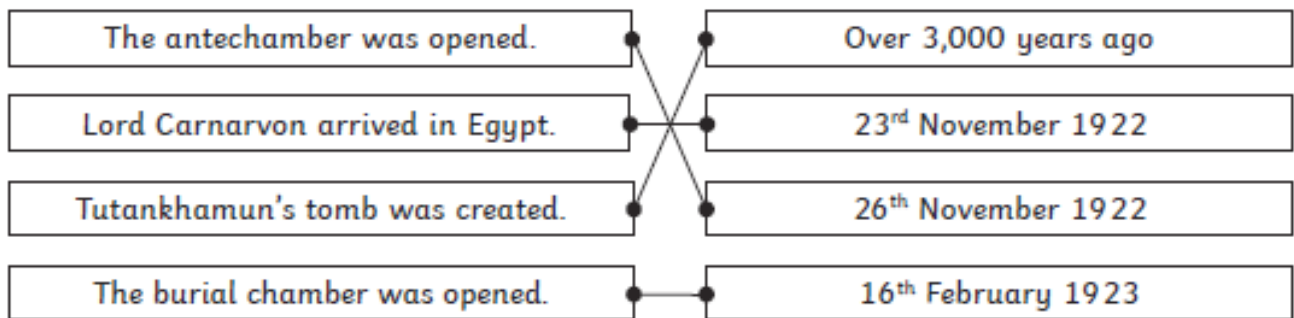 The antechamber was opened.
Over 3,000 years ago
Lord Carnarvon arrived in Egypt.
23rd November 1922
Tutankhamun's tomb was created.
26th November 1922
The burial chamber was opened.
16th February 1923